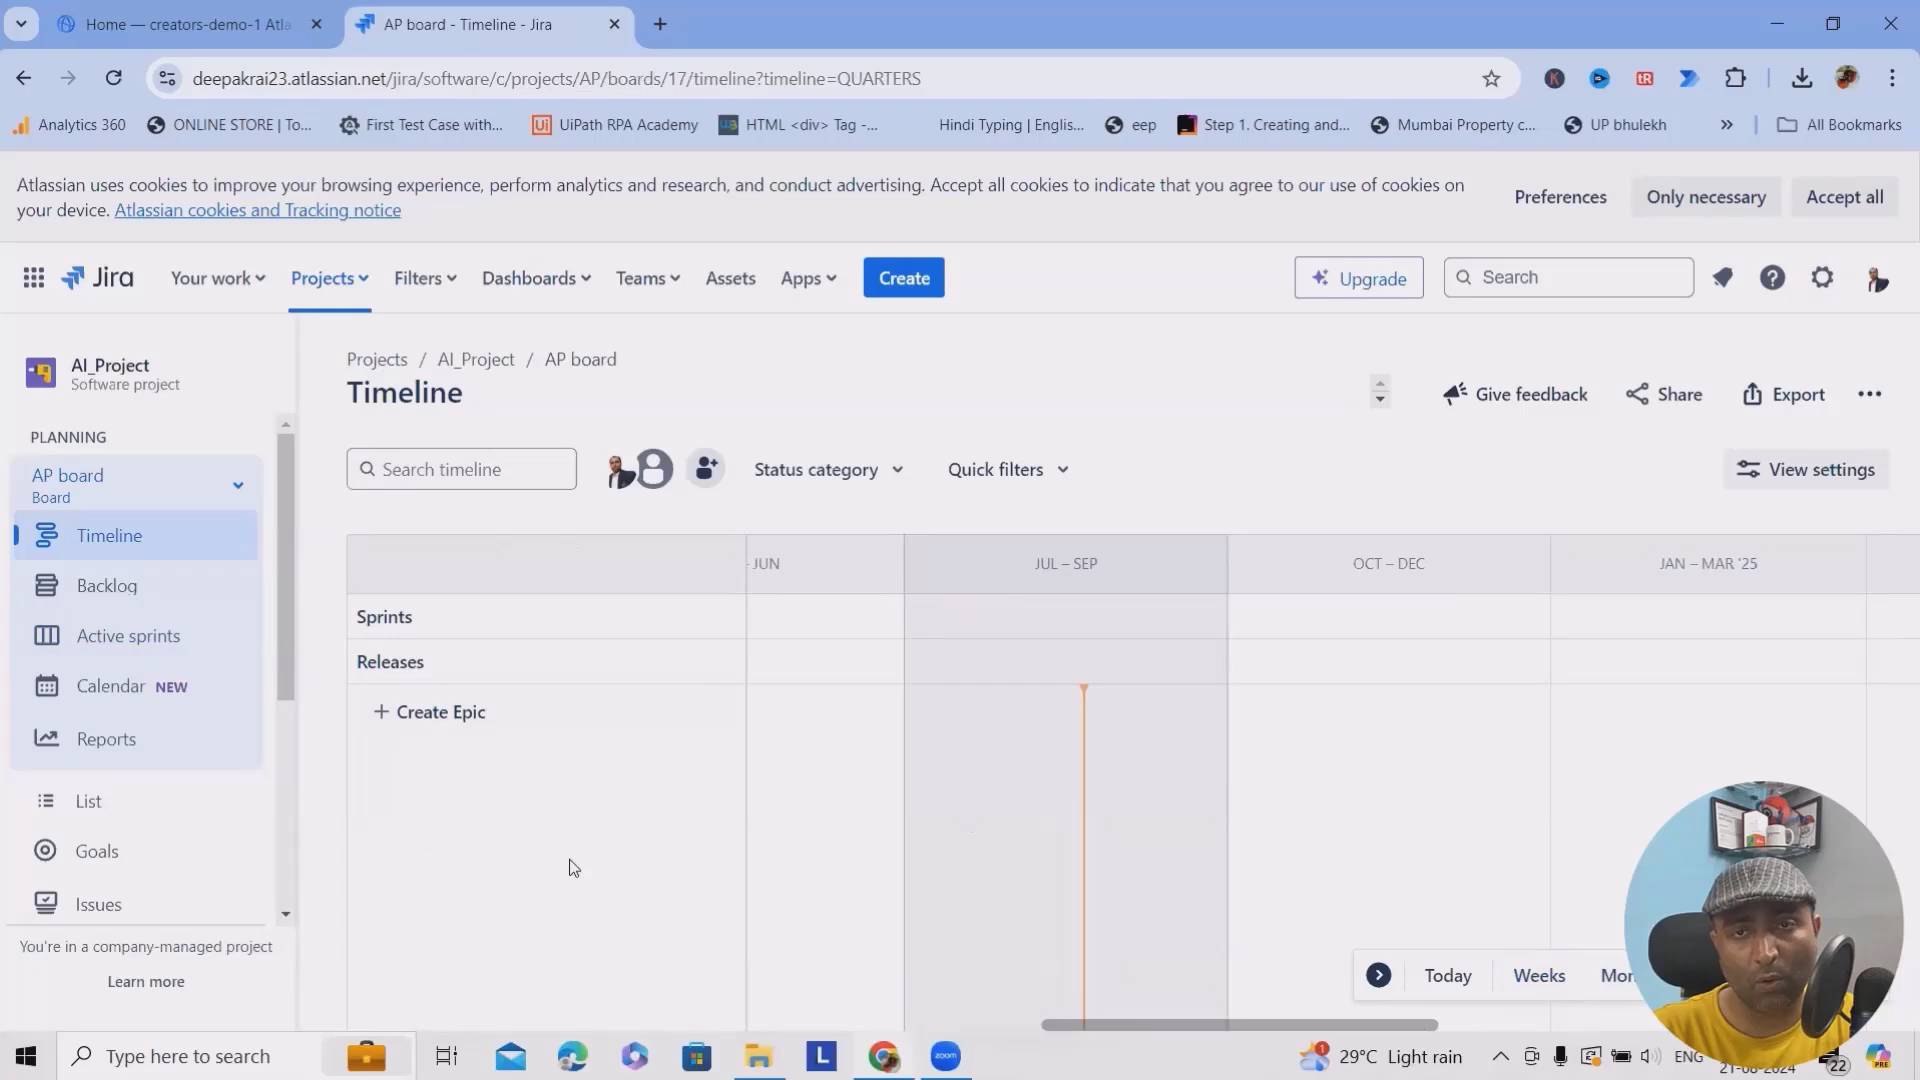 Home — creators-demo-1 Atla
AP board - Timeline - Jira
deepakrai23.atlassian.net/jira/software/c/projects/AP/boards/17/timeline?timeline=QUARTERS
Analytics 360
ONLINE STORE | To...
First Test Case with...
UiPath RPA Academy
HTML <div> Tag -...
Hindi Typing | Englis...
eep
Step 1. Creating and...
Mumbai Property c...
UP bhulekh
»
All Bookmarks
Atlassian uses cookies to improve your browsing experience, perform analytics and research, and conduct advertising. Accept all cookies to indicate that you agree to our use of cookies on
your device. Atlassian cookies and Tracking notice
Preferences
Only necessary
Accept all
Jira
Your work
Projects
Filters
Dashboards
Teams
Assets
Apps
Create
Upgrade
Search
AI_Project
Software project
Projects / AI_Project / AP board
Timeline
Give feedback
Share
Export
PLANNING
AP board
Board
Timeline
Backlog
Active sprints
Calendar NEW
Reports
List
Goals
Issues
You're in a company-managed project
Learn more
Search timeline
Status category
Quick filters
View settings
- JUN
JUL – SEP
OCT – DEC
JAN – MAR '25
Sprints
Releases
+ Create Epic
Today
Weeks
Mon
Type here to search
L
zoom
1
29°C Light rain
ENG
21-08-2024
22
PRE